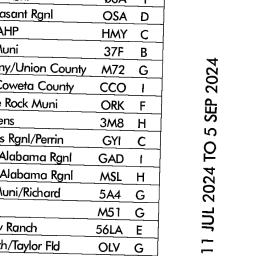 asant Rgnl OSA D
AHP HMY C
Muni 37F B
ny/Union County M72 G
Coweta County CCO I
e Rock Muni ORK F
ens 3M8 H
s Rgnl/Perrin GYI C
Alabama Rgnl GAD I
Alabama Rgnl MSL H
Muni/Richard 5A4 G
M51 G
y Ranch 56LA E
h/Taylor Fld OLV G
11 JUL 2024 TO 5 SEP 2024